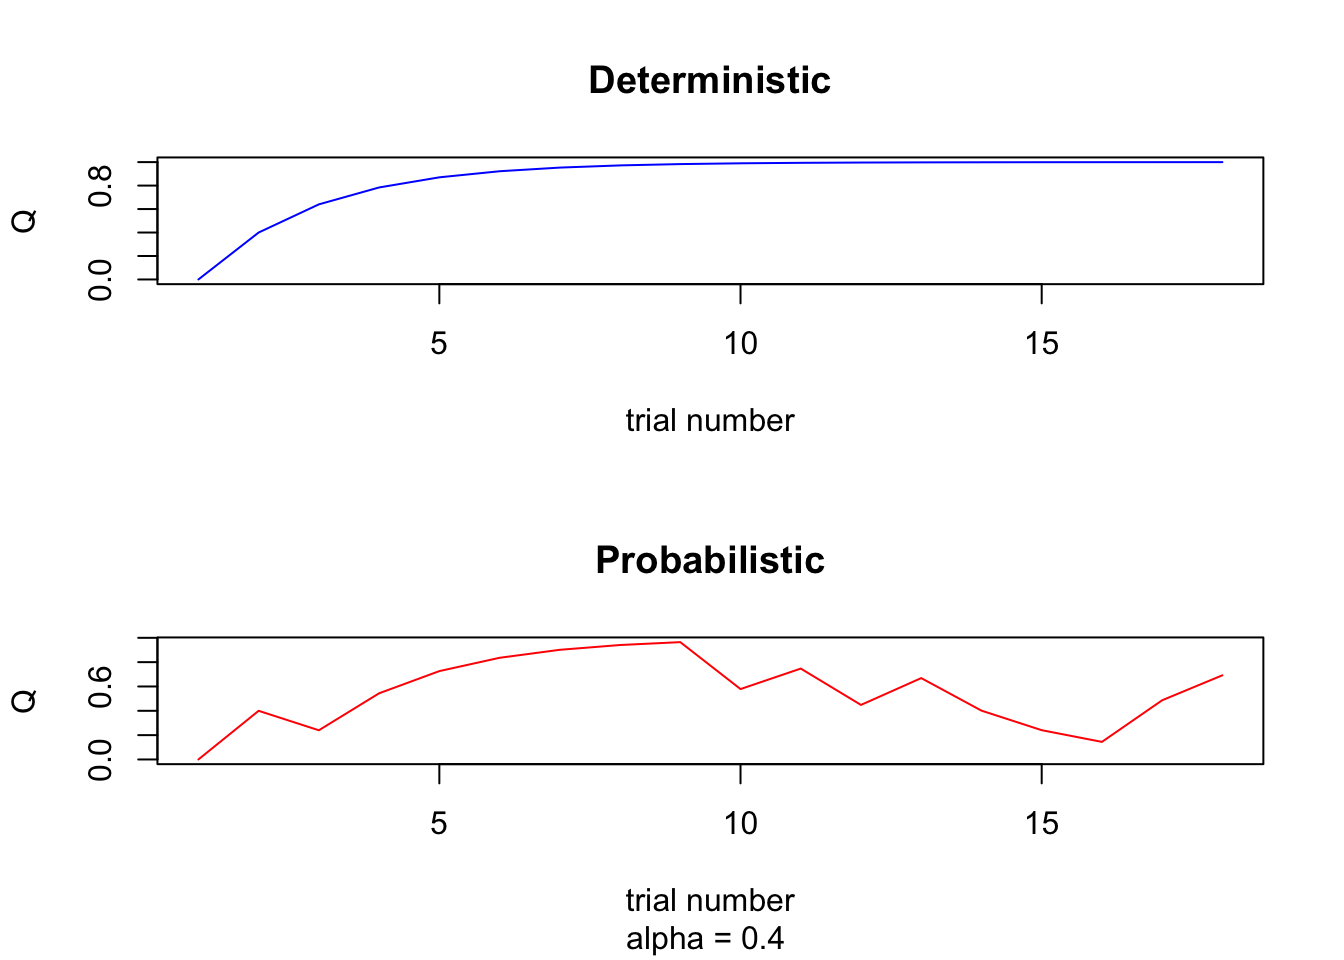 Deterministic
Q
0.8
0.0
5 10 15
trial number
Probabilistic
Q
0.6
0.0
5 10 15
trial number
alpha = 0.4